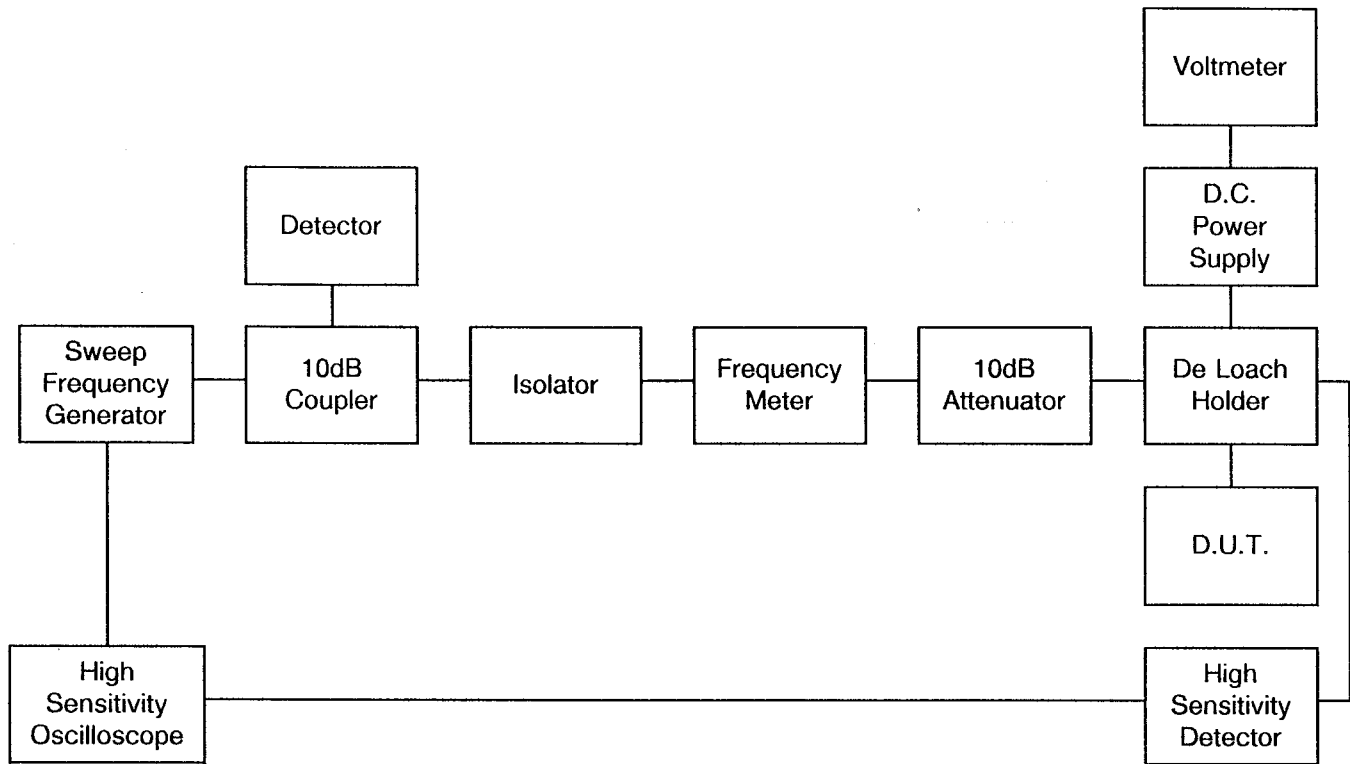 Voltmeter
D.C.
Power
Supply
Detector
Sweep
Frequency
Generator
10dB
Coupler
Isolator
Frequency
Meter
10dB
Attenuator
De Loach
Holder
D.U.T.
High
Sensitivity
Oscilloscope
High
Sensitivity
Detector